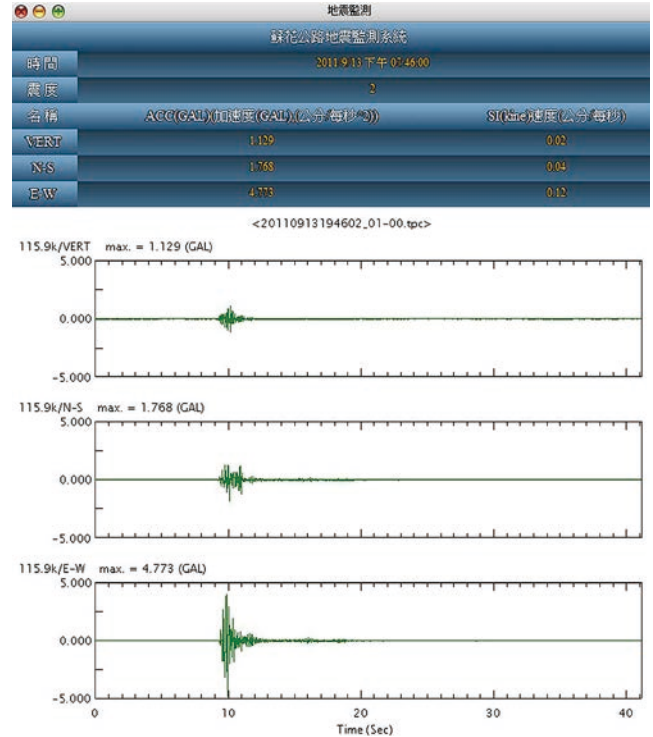 地震監測
蘇花公路地震監測系統
時間 2011.9.13 下午 07:46:00
震度 2
名稱 ACC(GAL)(加速度(GAL),(公分/每秒^2))) SI(kine)速度(公分/每秒)
VERT 1.129 0.02
N-S 1.768 0.04
E-W 4.773 0.12
<20110913194602_01-00.tpc>
115.9k/VERT max. = 1.129 (GAL)
5.000
0.000
-5.000
115.9k/N-S max. = 1.768 (GAL)
5.000
0.000
-5.000
115.9k/E-W max. = 4.773 (GAL)
5.000
0.000
-5.000
0 10 20 30 40
Time (Sec)